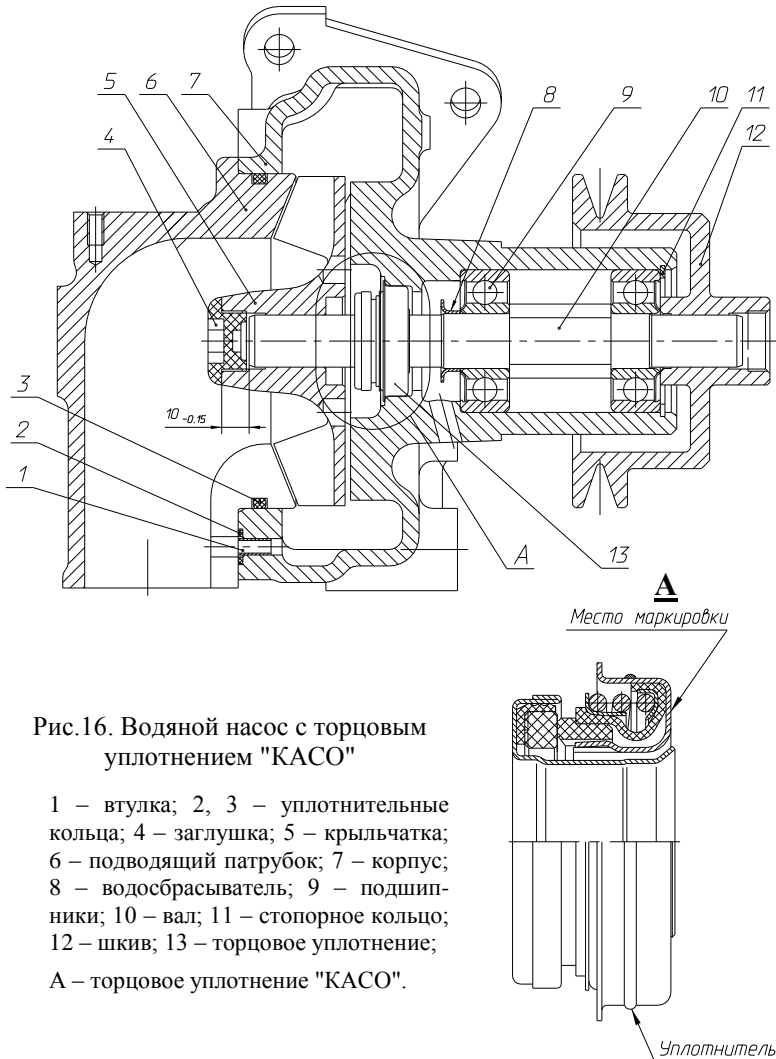 5 6 7 8 9 10 11 12
4
3
2
1
10 -0.15
А 13
А
Место маркировки
Рис.16. Водяной насос с торцовым
уплотнением "КАСО"
1 – втулка; 2, 3 – уплотнительные
кольца; 4 – заглушка; 5 – крыльчатка;
6 – подводящий патрубок; 7 – корпус;
8 – водосбрасыватель; 9 – подшип-
ники; 10 – вал; 11 – стопорное кольцо;
12 – шкив; 13 – торцовое уплотнение;
А – торцовое уплотнение "КАСО".
Уплотнитель